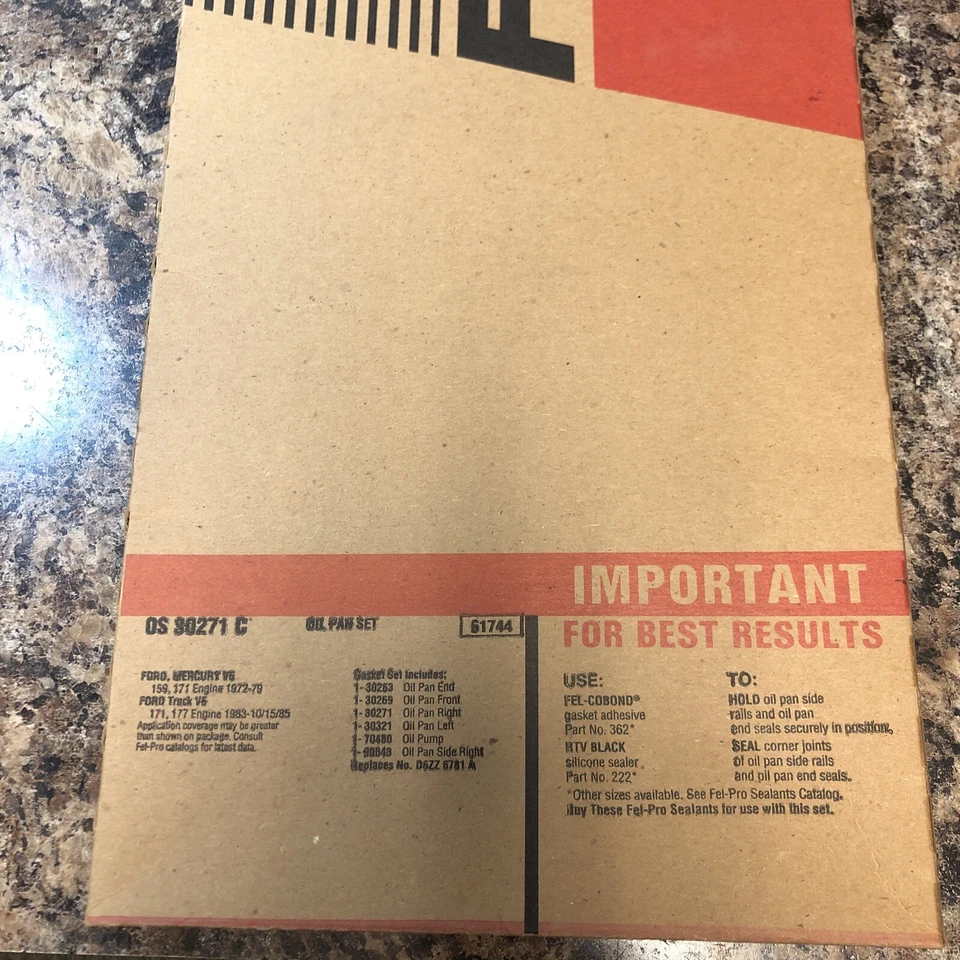 F
IMPORTANT
FOR BEST RESULTS
OS 30271 C
OIL PAN SET
61744
FORD, MERCURY V6
159, 171 Engine 1972-79
FORD Truck V6
171, 177 Engine 1983-10/15/85
Application coverage may be greater
than shown on package. Consult
Fel-Pro catalogs for latest data.
Gasket Set Includes:
1- 30263 Oil Pan End
1- 30269 Oil Pan Front
1- 30271 Oil Pan Right
1- 30321 Oil Pan Left
1- 70480 Oil Pump
1- 90843 Oil Pan Side Right
Replaces No. D6ZZ 6781 A
USE:
FEL-COBOND®
gasket adhesive
Part No. 362*
RTV BLACK
silicone sealer
Part No. 222*
TO:
HOLD oil pan side
rails and oil pan
end seals securely in position.
SEAL corner joints
of oil pan side rails
and oil pan end seals.
*Other sizes available. See Fel-Pro Sealants Catalog.
Buy These Fel-Pro Sealants for use with this set.